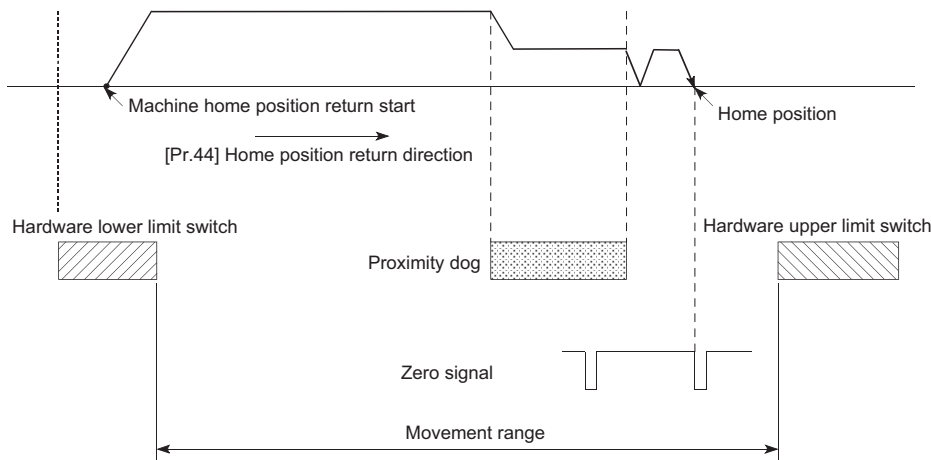 Machine home position return start
Home position
[Pr.44] Home position return direction
Hardware lower limit switch
Hardware upper limit switch
Proximity dog
Zero signal
Movement range